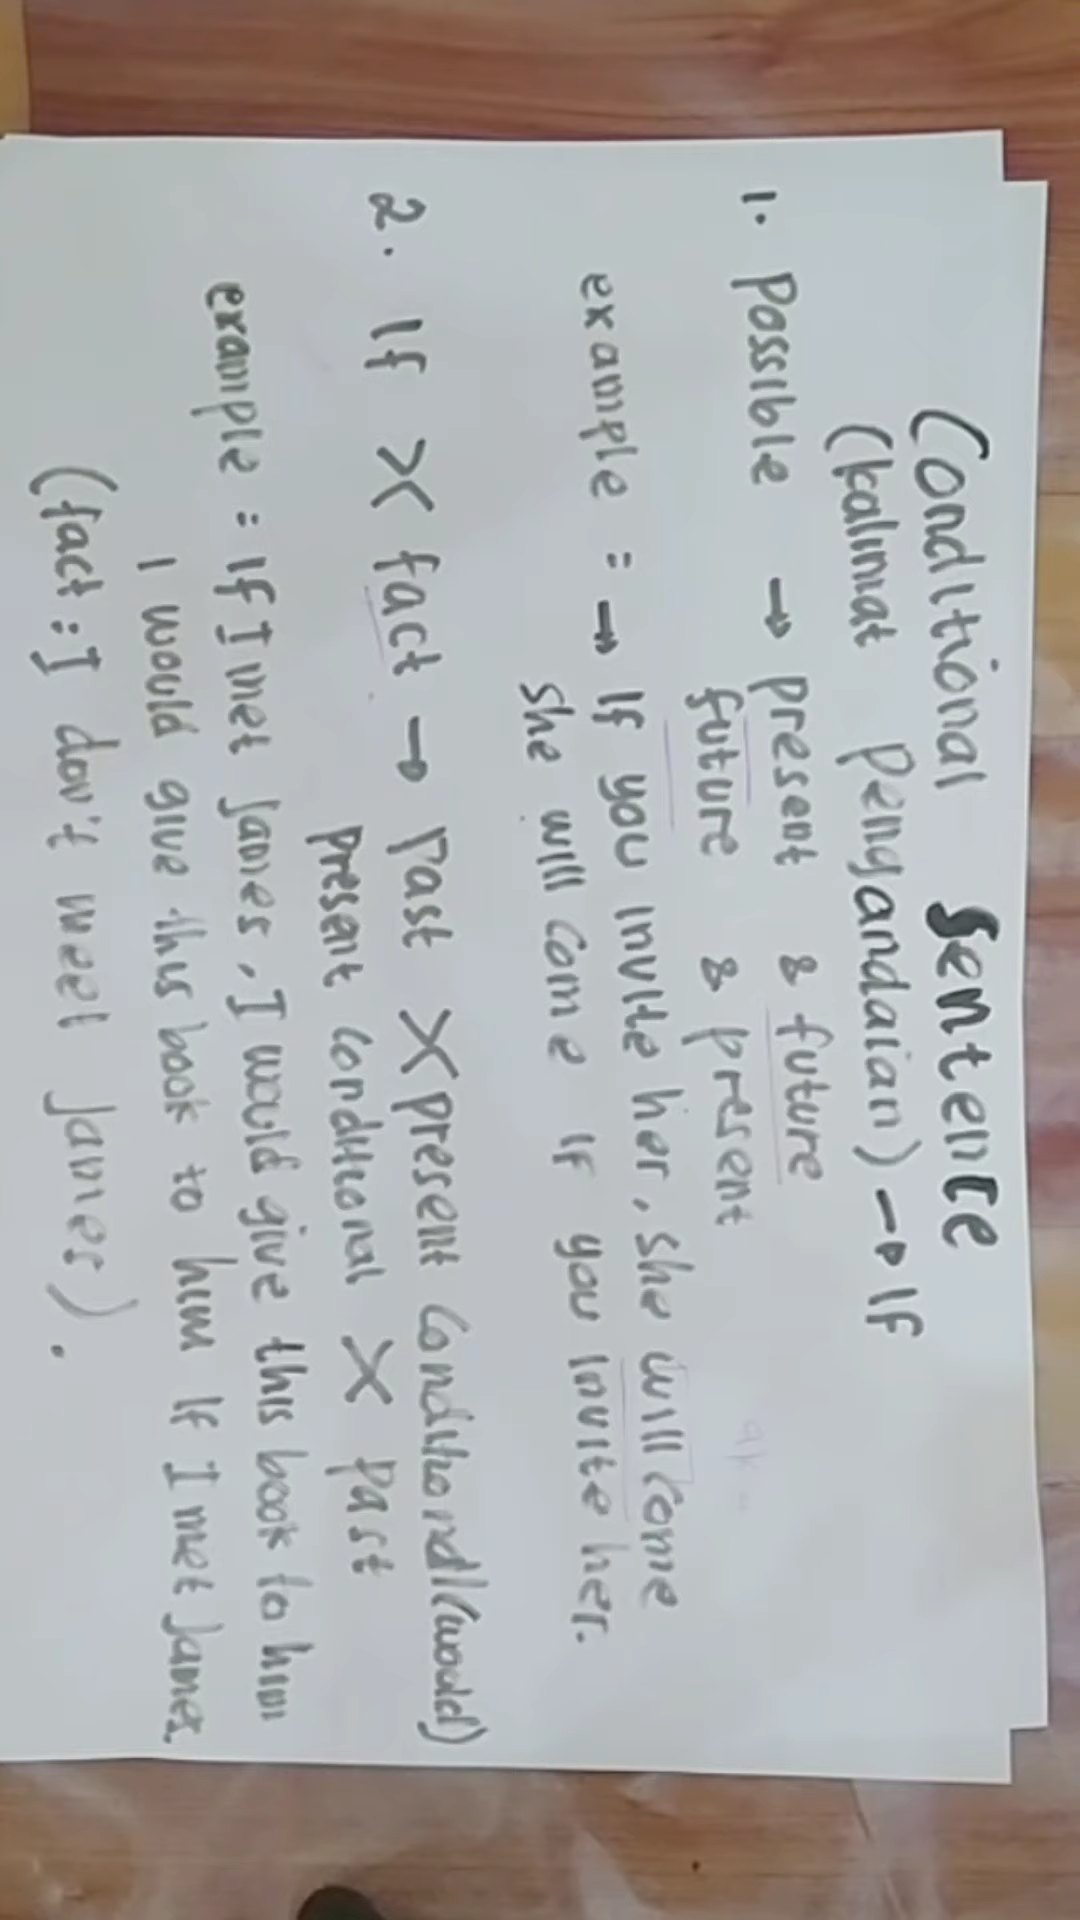 Conditional Sentence
(kalimat pengandaian) → If
1. Possible → present & future
future & present
example : → If you invite her, she will come
she will come if you invite her.
2. If X fact → past X present conditional (would)
present conditional X past
example : If I met James, I would give this book to him
I would give this book to him if I met James.
(fact : I don't meet James).